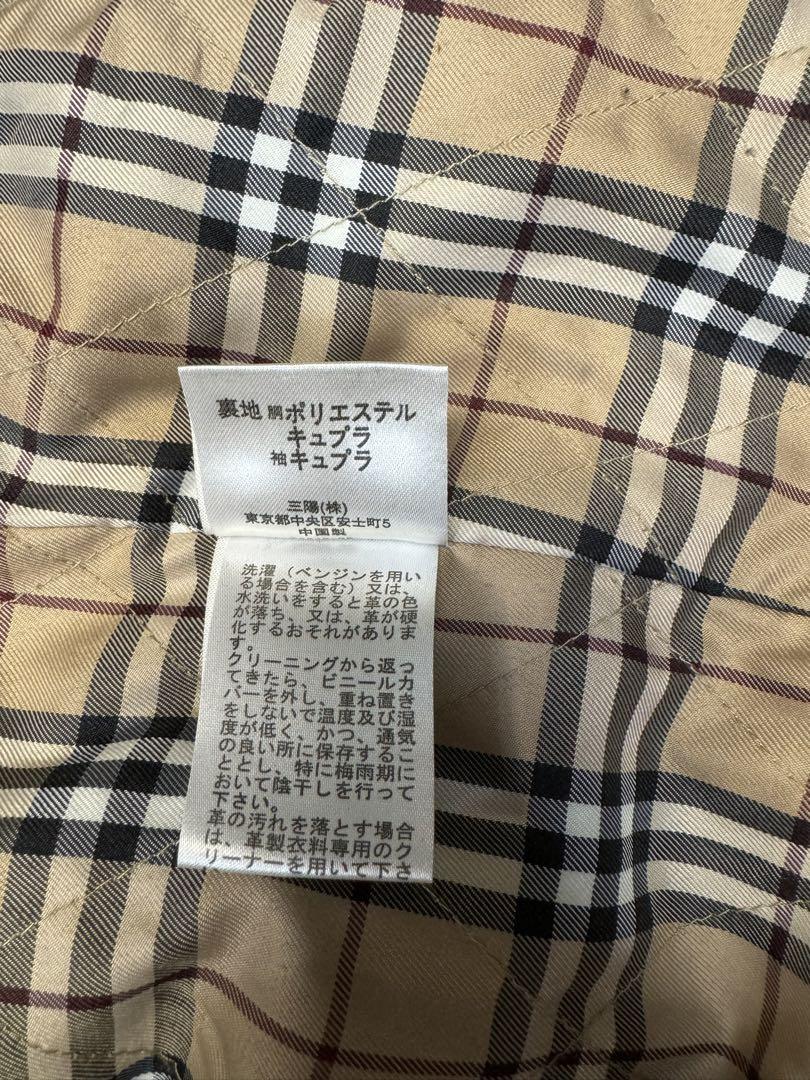 裏地 胴ポリエステル
キュプラ
袖キュプラ
三陽(株)
東京都中央区安士町5
中国製
洗濯（ベンジンを用い
る場合を含む）又は、
水洗いをすると革の色
が落ち、又は、革が硬
化するおそれがありま
す。
クリーニングから返っ
てきたら、ビニールカ
バーを外し、重ね置き
をしないで温度及び湿
度が低く、かつ、通気
の良い所に保存するこ
ととし、特に梅雨期に
おいて陰干しを行って
下さい。
革の汚れを落とす場合
は、革製衣料専用のク
リーナーを用いて下さ